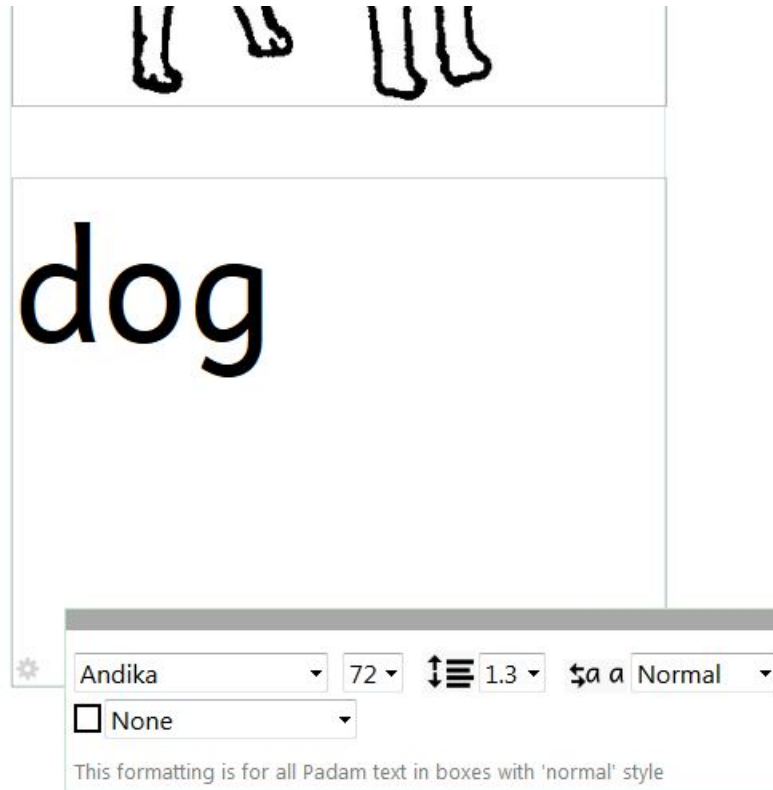 dog
Andika 72 1.3 a a Normal
None
This formatting is for all Padam text in boxes with 'normal' style